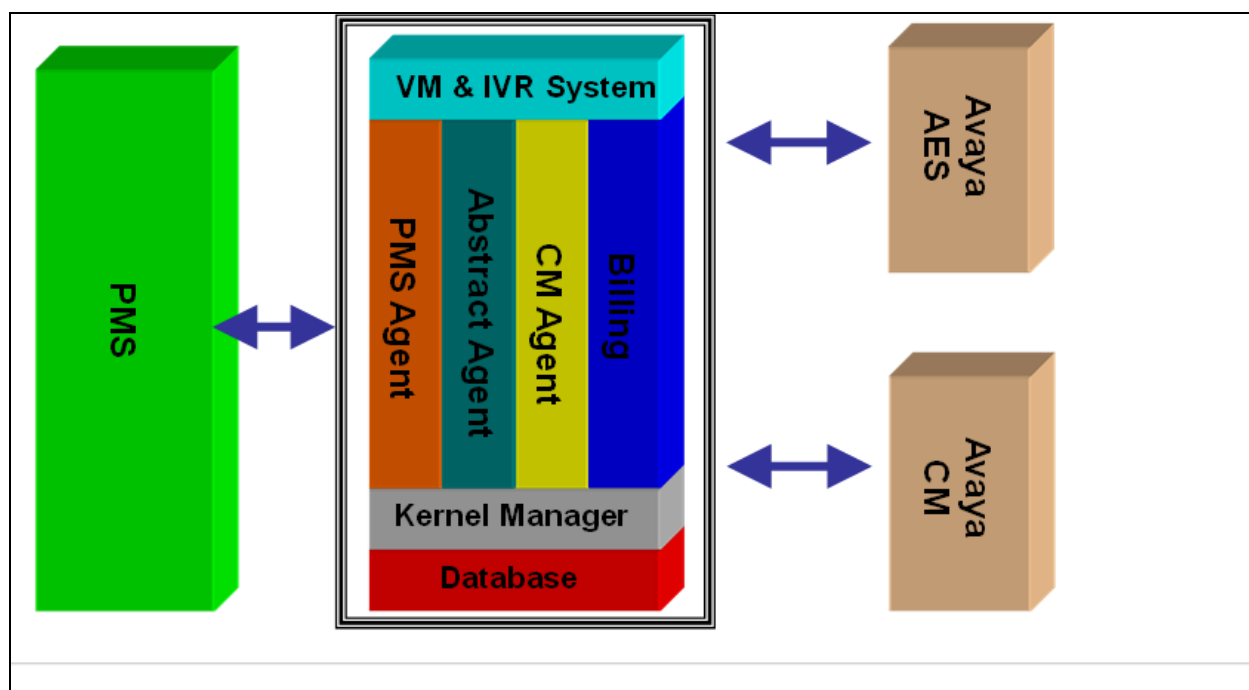 PMS
VM & IVR System
PMS Agent
Abstract Agent
CM Agent
Billing
Kernel Manager
Database
Avaya
AES
Avaya
CM